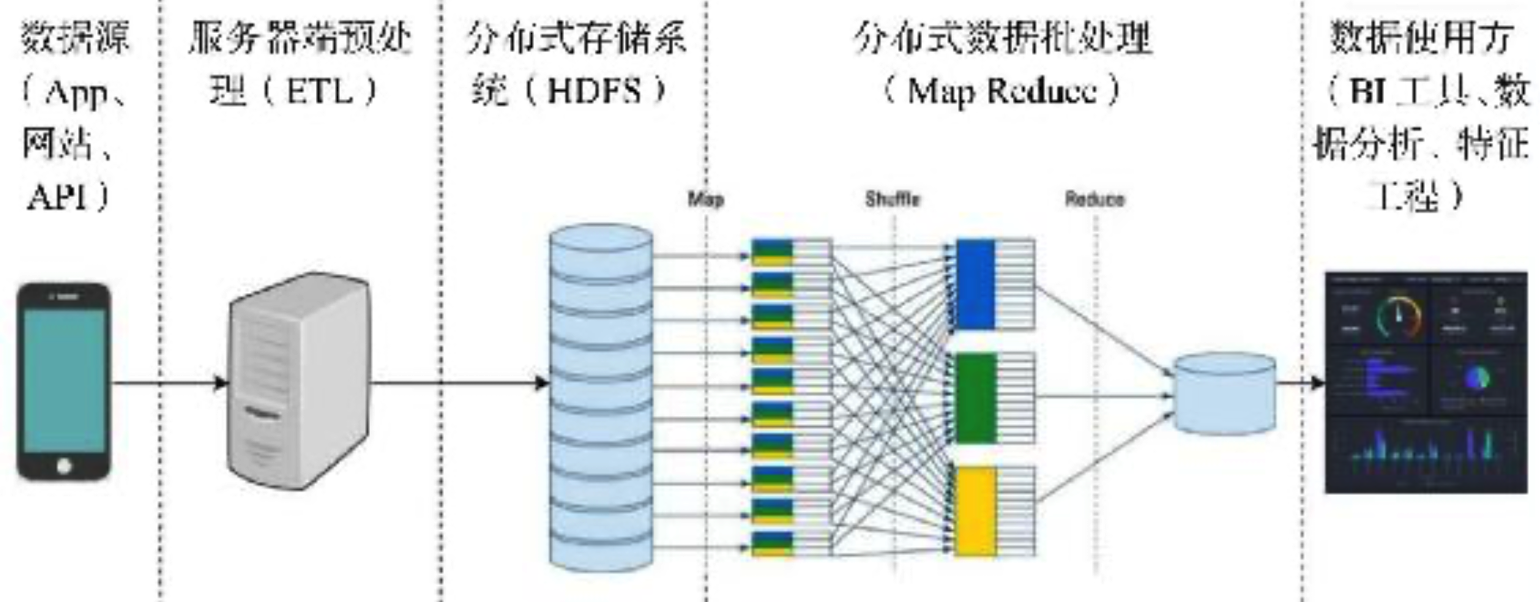 数据源
（App、
网站、
API）
服务器端预处
理（ETL）
分布式存储系
统（HDFS）
分布式数据批处理
（Map Reduce）
数据使用方
（BI 工具、数
据分析、特征
工程）
Map
Shuffle
Reduce